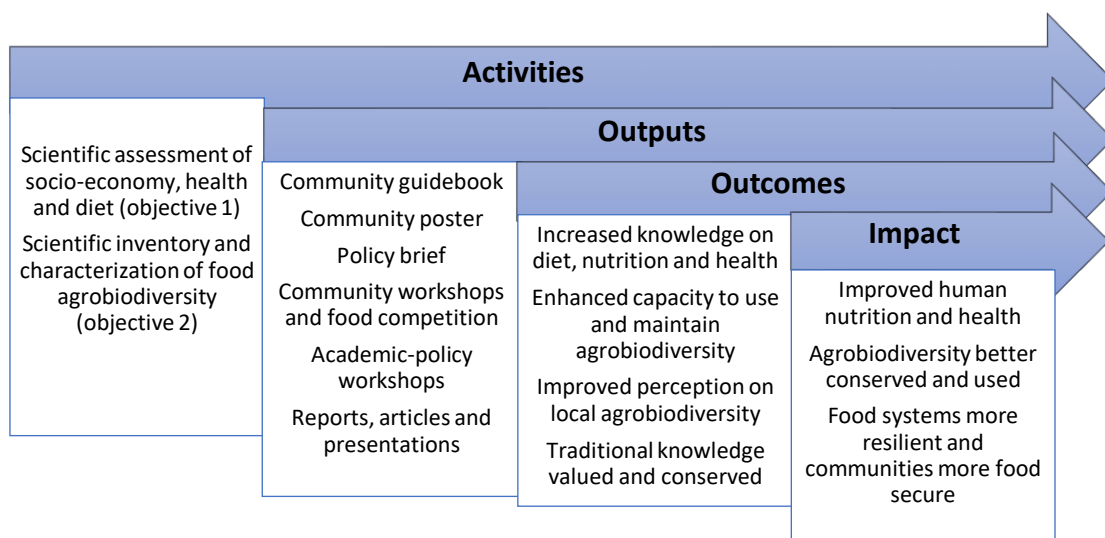 Activities
Scientific assessment of
socio-economy, health
and diet (objective 1)
Scientific inventory and
characterization of food
agrobiodiversity
(objective 2)
Outputs
Community guidebook
Community poster
Policy brief
Community workshops
and food competition
Academic-policy
workshops
Reports, articles and
presentations
Outcomes
Increased knowledge on
diet, nutrition and health
Enhanced capacity to use
and maintain
agrobiodiversity
Improved perception on
local agrobiodiversity
Traditional knowledge
valued and conserved
Impact
Improved human
nutrition and health
Agrobiodiversity better
conserved and used
Food systems more
resilient and
communities more food
secure